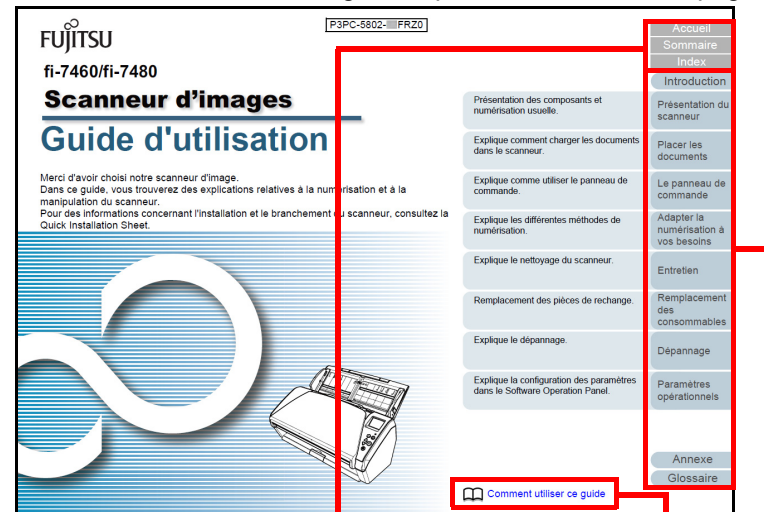 P3PC-5802-
FRZ0
FUJITSU
fi-7460/fi-7480
Scanneur d’images
Guide d'utilisation
Merci d'avoir choisi notre scanneur d'image.
Dans ce guide, vous trouverez des explications relatives à la numérisation et à la
manipulation du scanneur.
Pour des informations concernant l'installation et le branchement du scanneur, consultez la
Quick Installation Sheet.
Accueil
Sommaire
Index
Introduction
Présentation des composants et
numérisation usuelle.
Présentation du
scanneur
Explique comment charger les documents
dans le scanneur.
Placer les
documents
Explique comme utiliser le panneau de
commande.
Le panneau de
commande
Explique les différentes méthodes de
numérisation.
Adapter la
numérisation à
vos besoins
Explique le nettoyage du scanneur.
Entretien
Remplacement des pièces de rechange.
Remplacement
des
consommables
Explique le dépannage.
Dépannage
Explique la configuration des paramètres
dans le Software Operation Panel.
Paramètres
opérationnels
Annexe
Glossaire
Comment utiliser ce guide